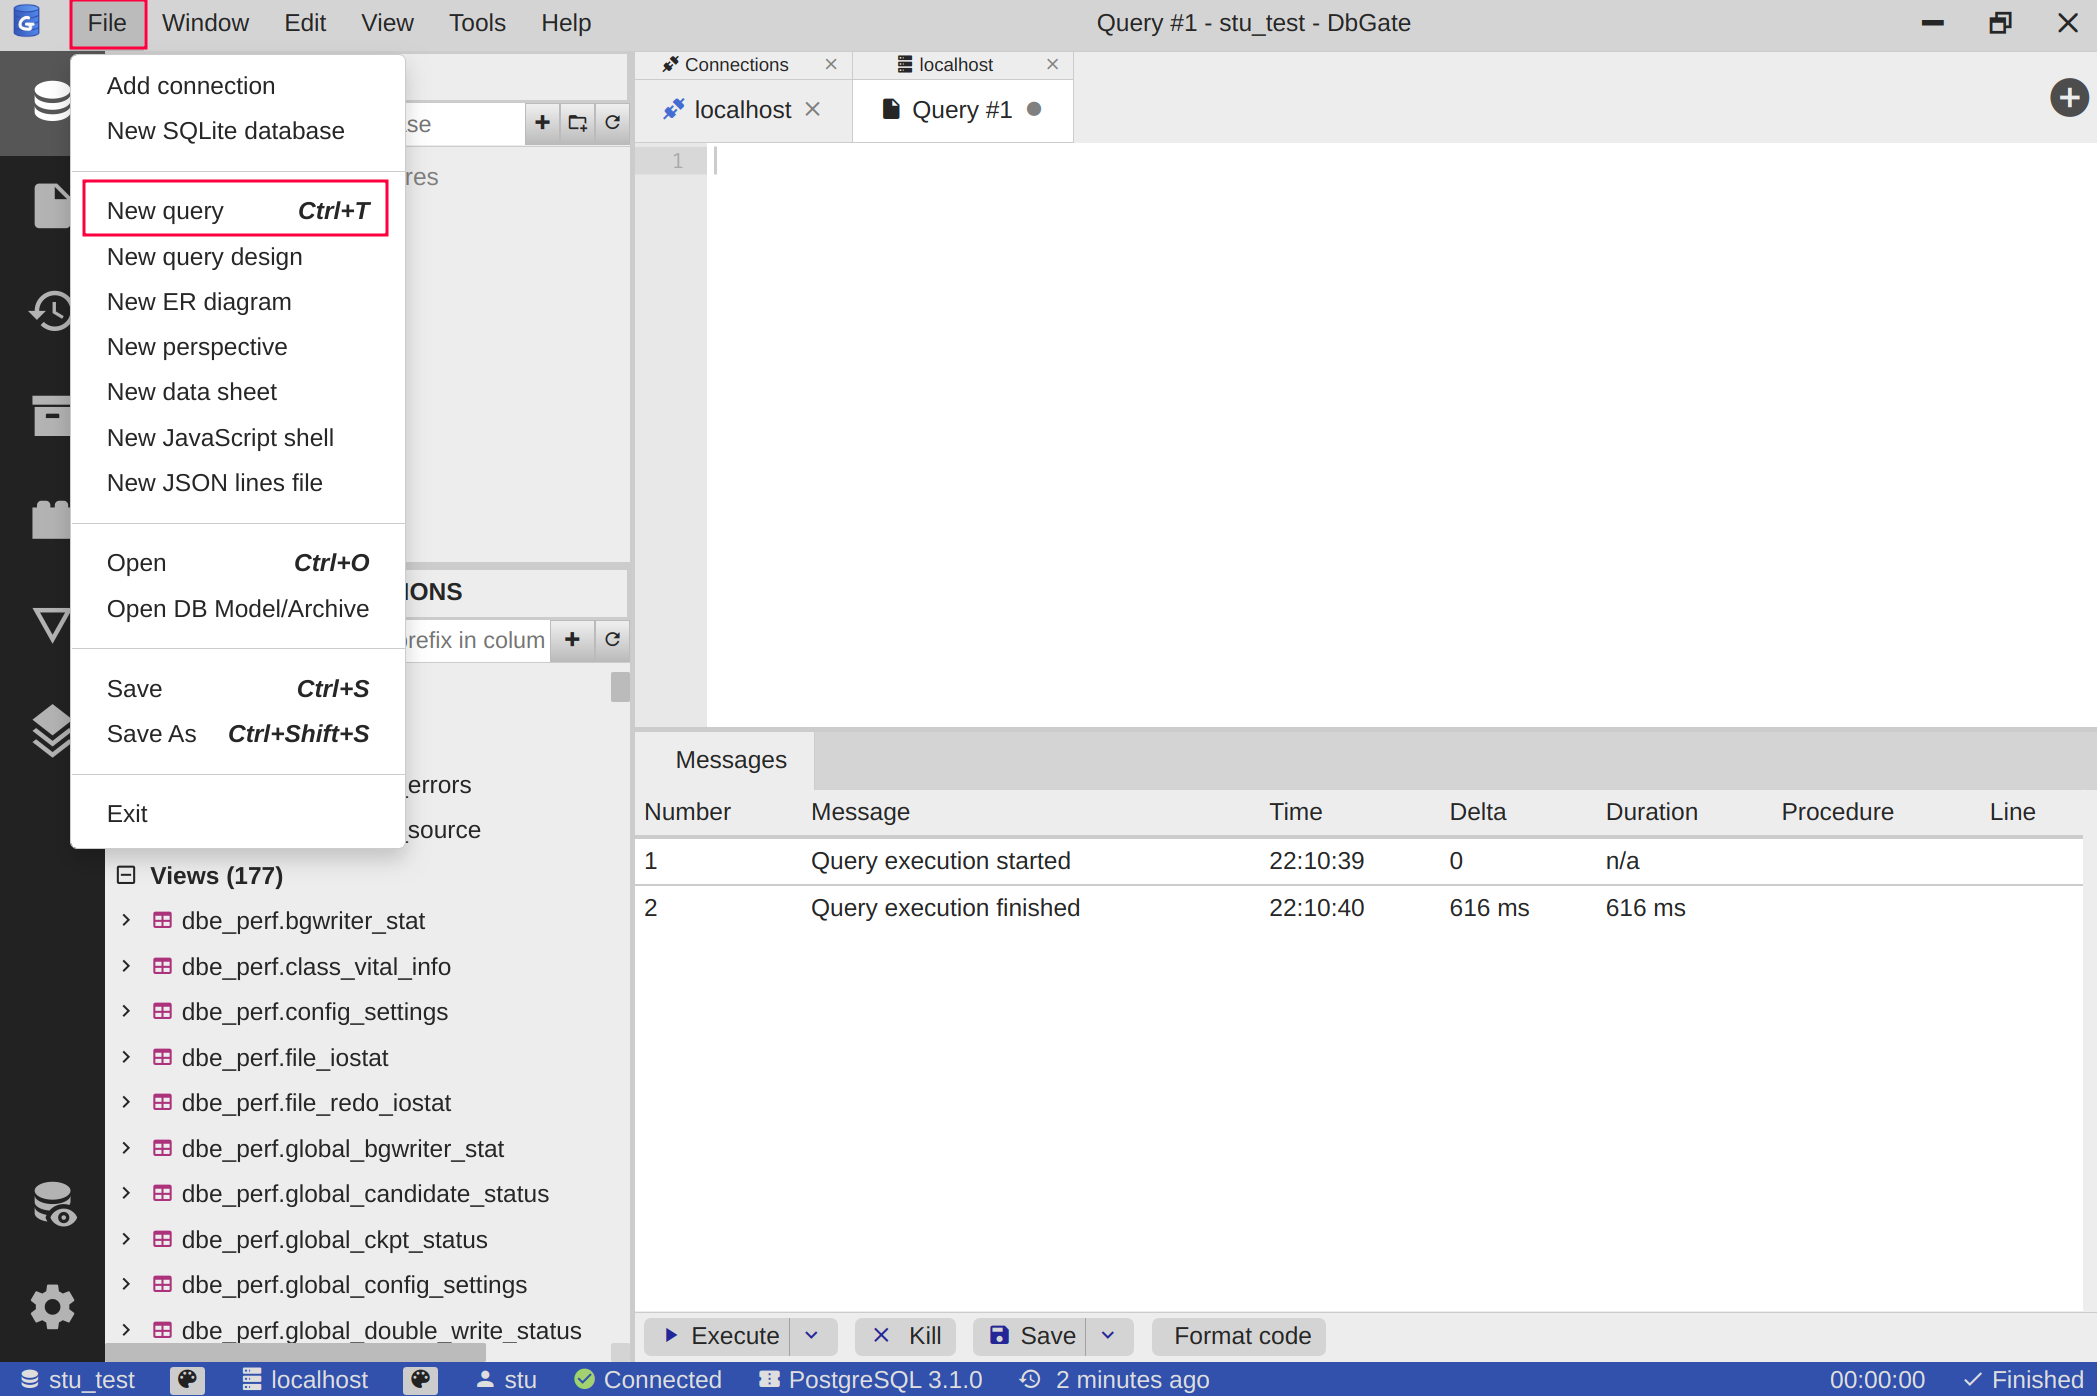 File Window Edit View Tools Help
Query #1 - stu_test - DbGate
Add connection
New SQLite database
New query Ctrl+T
New query design
New ER diagram
New perspective
New data sheet
New JavaScript shell
New JSON lines file
Open Ctrl+O
Open DB Model/Archive
Save Ctrl+S
Save As Ctrl+Shift+S
Exit
se
res
IONS
prefix in colum
_errors
_source
Views (177)
dbe_perf.bgwriter_stat
dbe_perf.class_vital_info
dbe_perf.config_settings
dbe_perf.file_iostat
dbe_perf.file_redo_iostat
dbe_perf.global_bgwriter_stat
dbe_perf.global_candidate_status
dbe_perf.global_ckpt_status
dbe_perf.global_config_settings
dbe_perf.global_double_write_status
Connections localhost
localhost Query #1
1
Messages
Number Message Time Delta Duration Procedure Line
1 Query execution started 22:10:39 0 n/a
2 Query execution finished 22:10:40 616 ms 616 ms
Execute Kill Save Format code
stu_test localhost stu Connected PostgreSQL 3.1.0 2 minutes ago 00:00:00 Finished